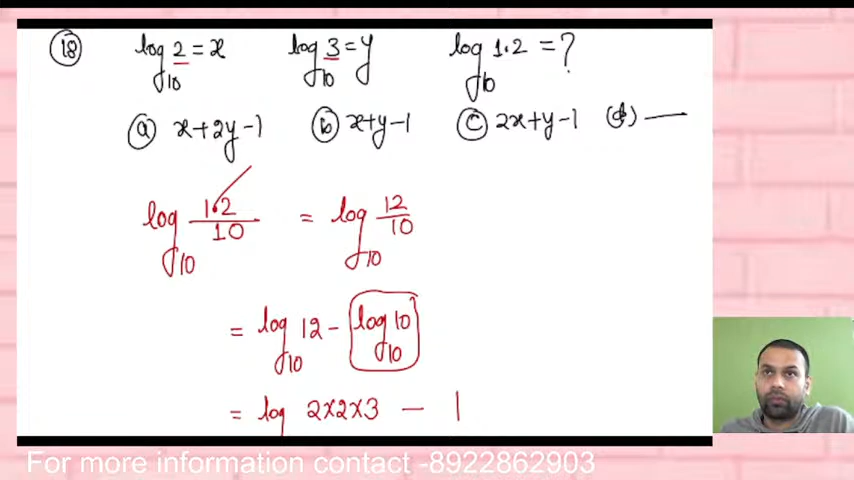 18 log₁₀ 2 = x log₁₀ 3 = y log₁₀ 1.2 = ?
a x+2y-1 b x+y-1 c 2x+y-1 (d) —
log₁₀ 1.2/10 = log₁₀ 12/10
= log₁₀ 12 - log₁₀ 10
= log 2×2×3 - 1
For more information contact -8922862903